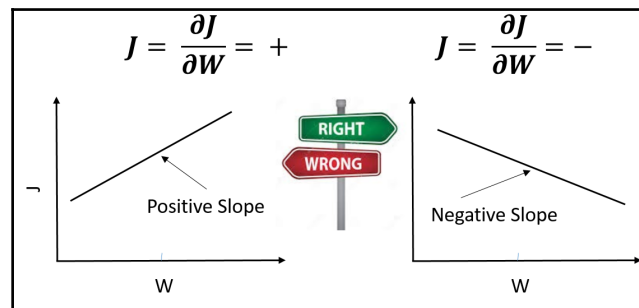 J = ∂J/∂W = +
J = ∂J/∂W = −
RIGHT
WRONG
J
Positive Slope
W
Negative Slope
W